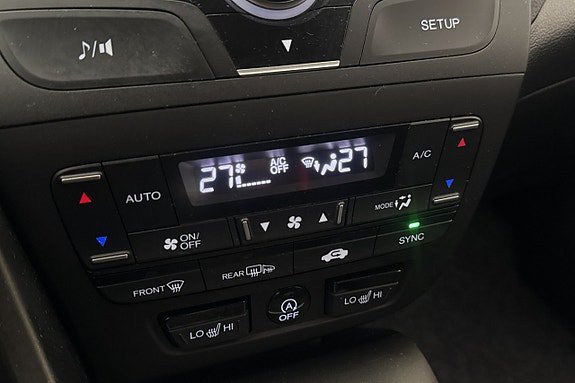 SETUP
27 A/C OFF 27
AUTO
A/C
ON/OFF
MODE
SYNC
FRONT
REAR
LO HI
OFF
LO HI